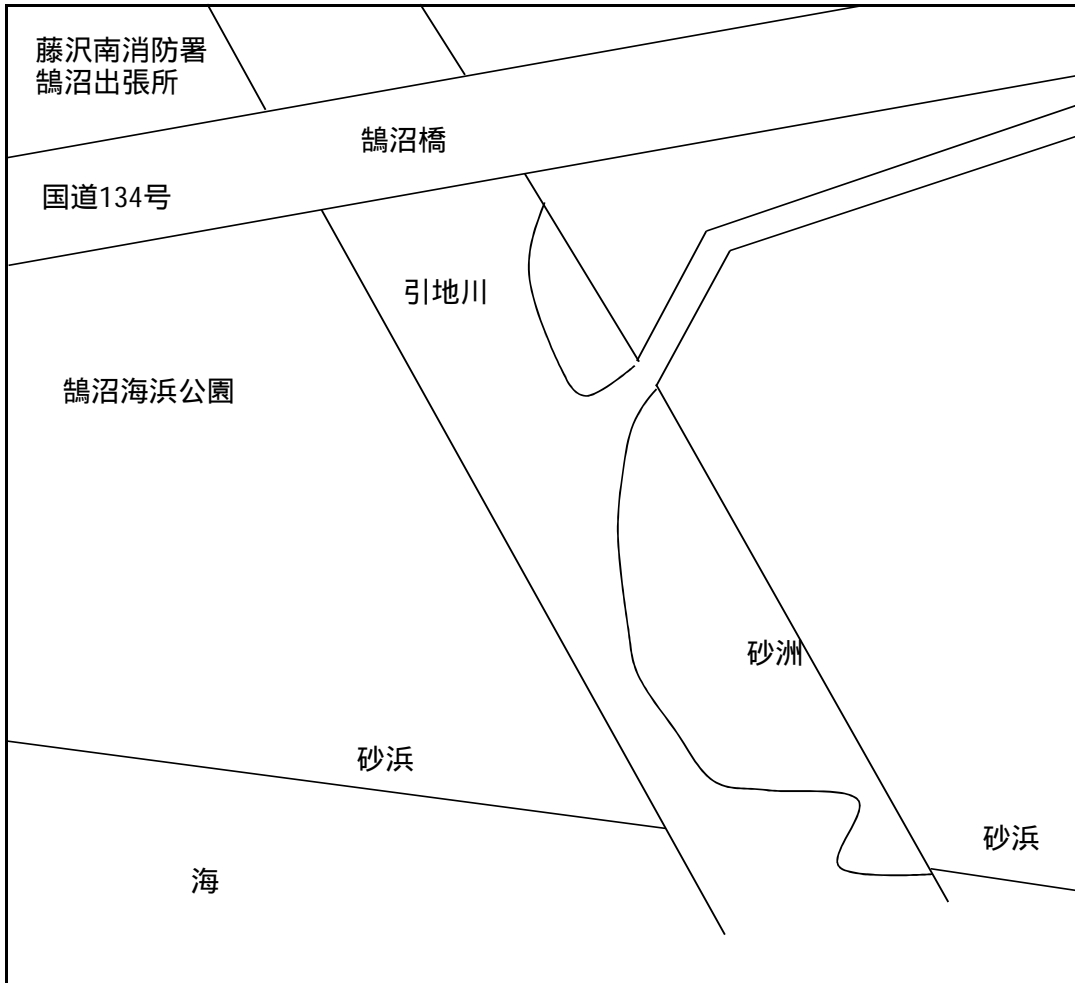 藤沢南消防署
鵠沼出張所
鵠沼橋
国道134号
引地川
鵠沼海浜公園
砂洲
砂浜
砂浜
海